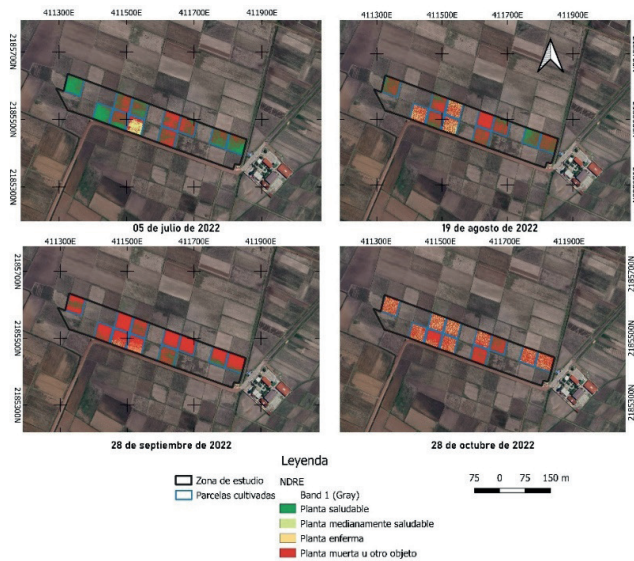 411300E 411500E 411700E 411900E
411300E 411500E 411700E 411900E
2185700N
2185500N
2185300N
05 de julio de 2022
19 de agosto de 2022
411300E 411500E 411700E 411900E
411300E 411500E 411700E 411900E
2185700N
2185500N
2185300N
2185700N
2185500N
2185300N
28 de septiembre de 2022
28 de octubre de 2022
Leyenda
Zona de estudio
Parcelas cultivadas
NDRE
Band 1 (Gray)
Planta saludable
Planta medianamente saludable
Planta enferma
Planta muerta u otro objeto
75 0 75 150 m